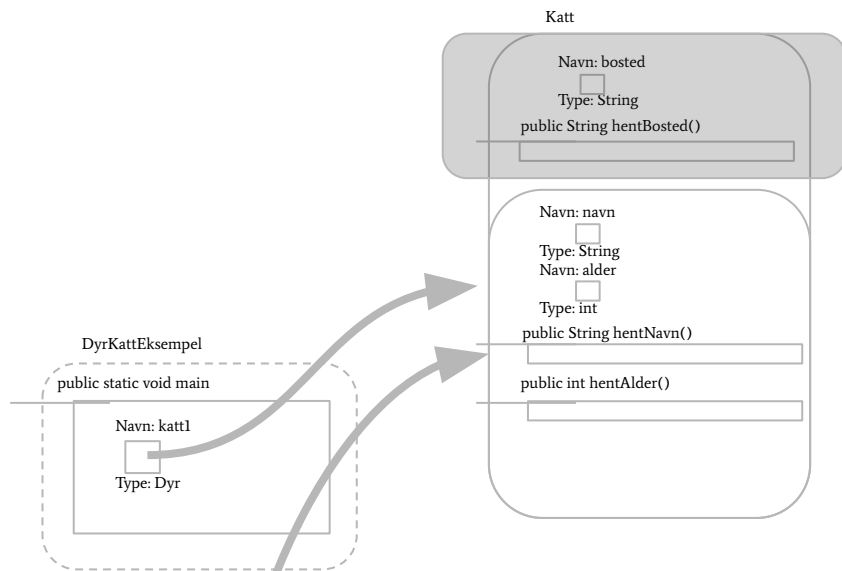 Katt
Navn: bosted
Type: String
public String hentBosted()
Navn: navn
Type: String
Navn: alder
Type: int
public String hentNavn()
public int hentAlder()
DyrKattEksempel
public static void main
Navn: katt1
Type: Dyr